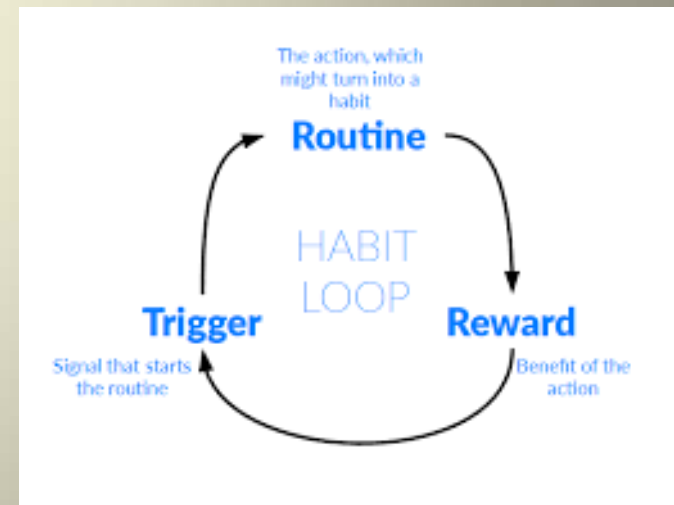 The action, which
might turn into a
habit
Routine
HABIT
LOOP
Trigger
Reward
Signal that starts
the routine
Benefit of the
action